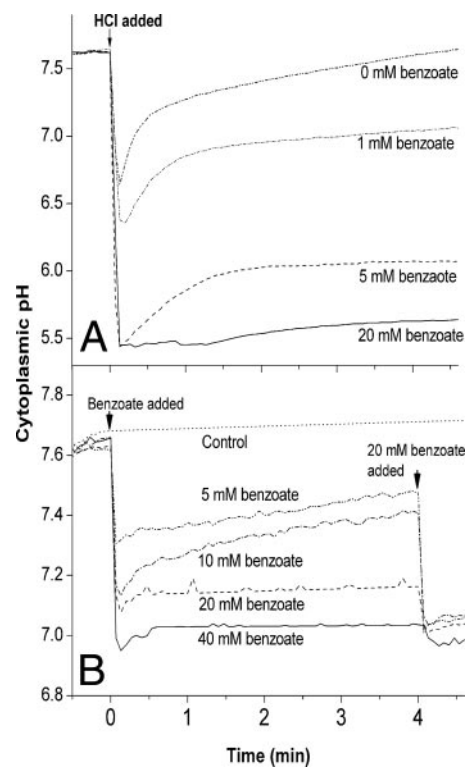 HCl added
7.5
0 mM benzoate
7.0
1 mM benzoate
6.5
6.0
5 mM benzaote
5.5
20 mM benzoate
A
Cytoplasmic pH
7.8
Benzoate added
Control
20 mM benzoate
added
7.6
5 mM benzoate
7.4
10 mM benzoate
7.2
20 mM benzoate
7.0
40 mM benzoate
6.8
B
0 1 2 3 4
Time (min)